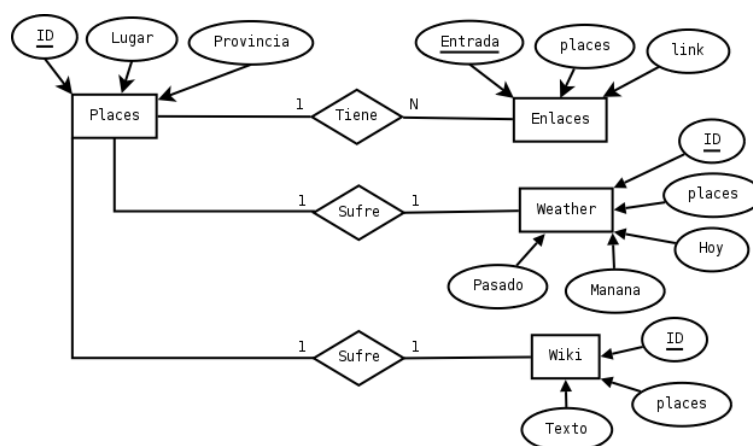 ID
Lugar
Provincia
Entrada
places
link
Places
1
Tiene
N
Enlaces
ID
places
1
Sufre
1
Weather
Hoy
Pasado
Manana
ID
1
Sufre
1
Wiki
places
Texto